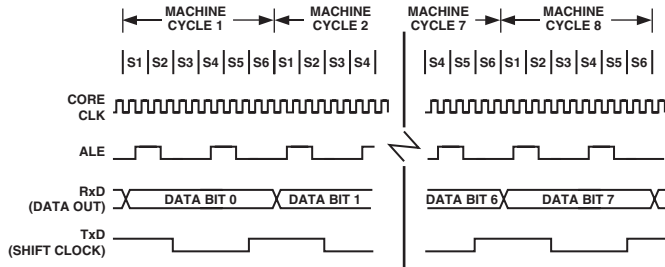 MACHINE CYCLE 1
MACHINE CYCLE 2
MACHINE CYCLE 7
MACHINE CYCLE 8
S1 S2 S3 S4 S5 S6 S1 S2 S3 S4
S4 S5 S6 S1 S2 S3 S4 S5 S6
CORE CLK
ALE
RxD (DATA OUT)
DATA BIT 0
DATA BIT 1
DATA BIT 6
DATA BIT 7
TxD (SHIFT CLOCK)